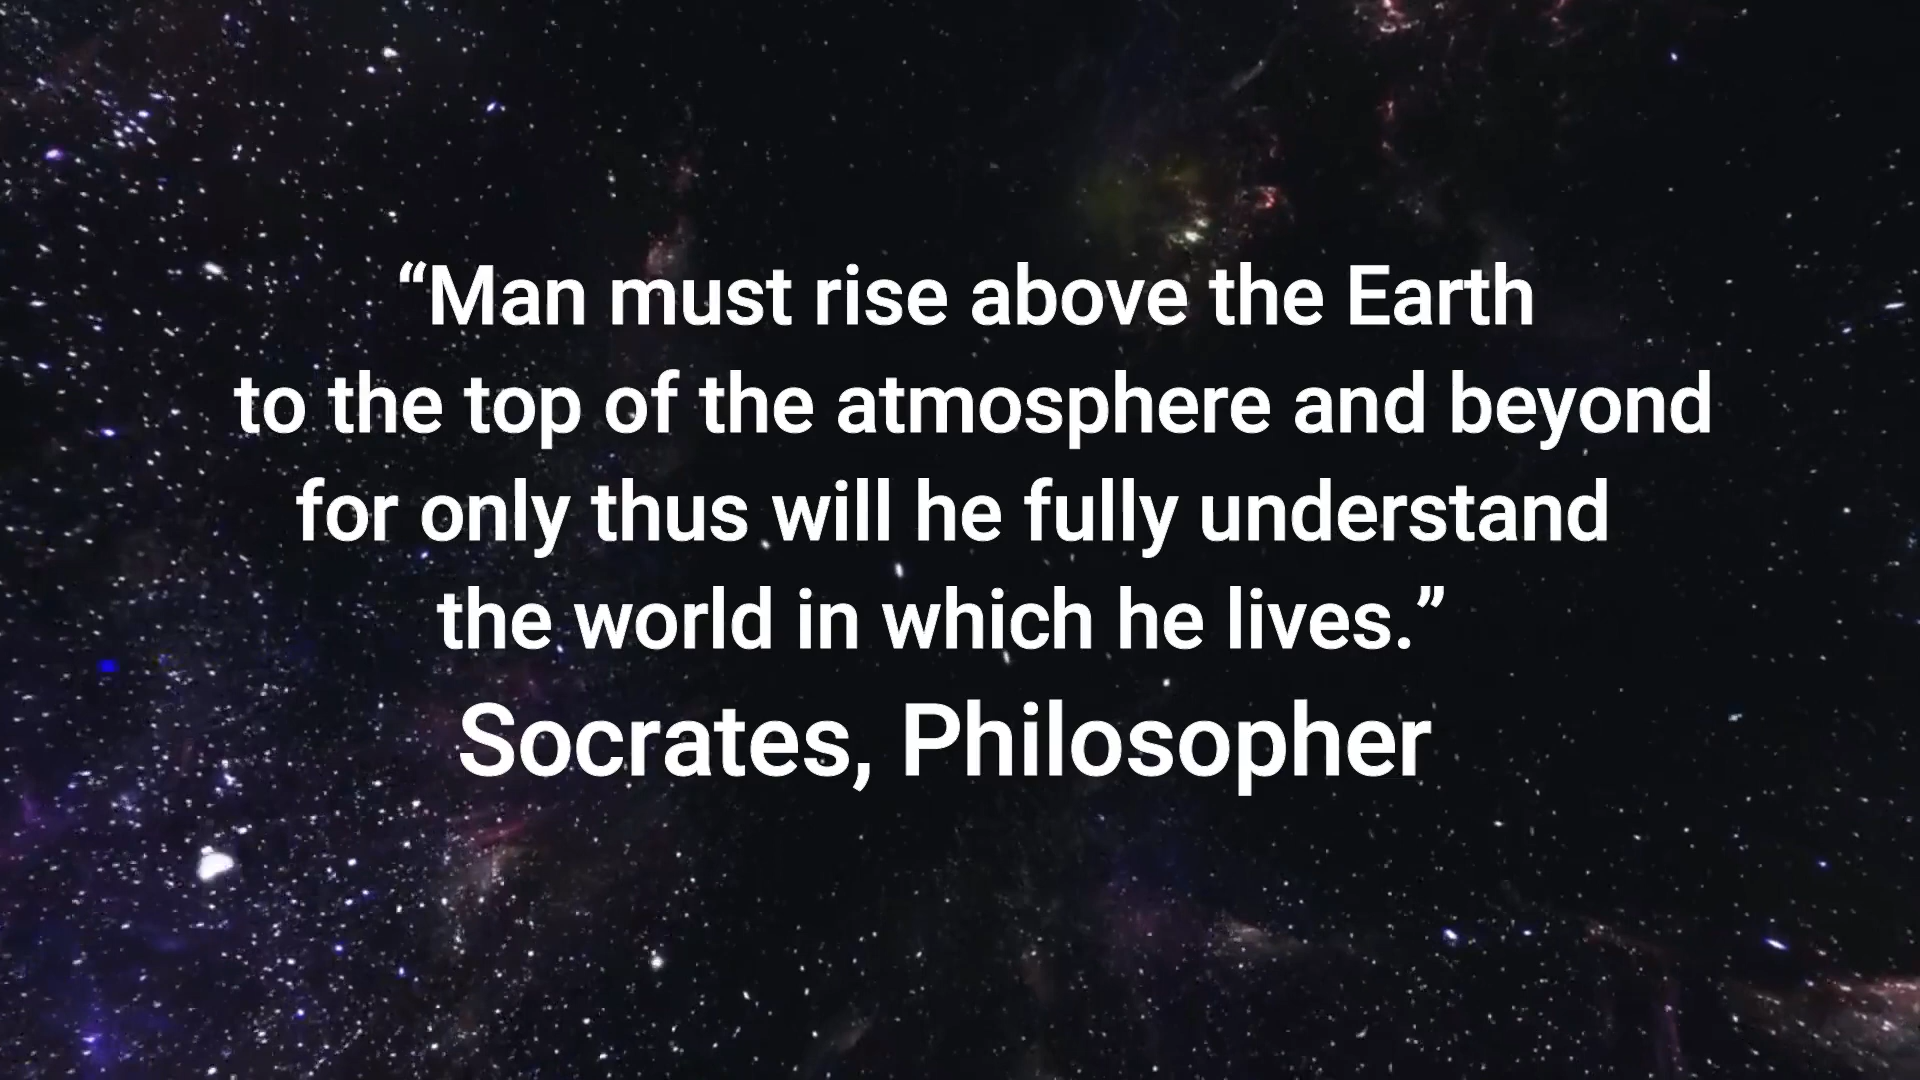 “Man must rise above the Earth
to the top of the atmosphere and beyond
for only thus will he fully understand
the world in which he lives.”
Socrates, Philosopher